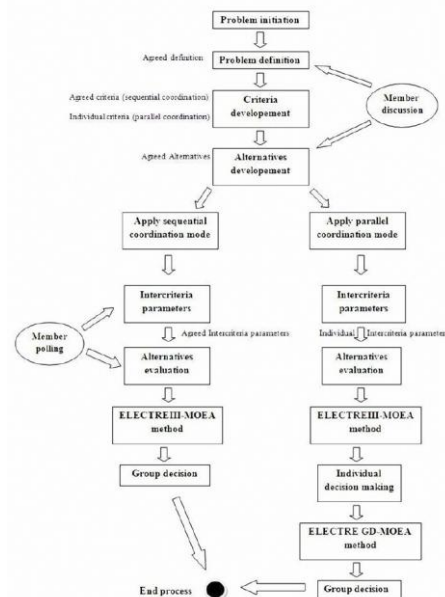 Problem initiation
Agreed definition
Problem definition
Agreed criteria (sequential coordination)
Individual criteria (parallel coordination)
Criteria
developement
Member
discussion
Agreed Alternatives
Alternatives
developement
Apply sequential
coordination mode
Apply parallel
coordination mode
Intercriteria
parameters
Intercriteria
parameters
Member
polling
Agreed Intercriteria parameters
Individual
Intercriteria parameters
Alternatives
evaluation
Alternatives
evaluation
ELECTREIII-MOEA
method
ELECTREIII-MOEA
method
Group decision
Individual
decision making
ELECTRE GD-MOEA
method
End process
Group decision